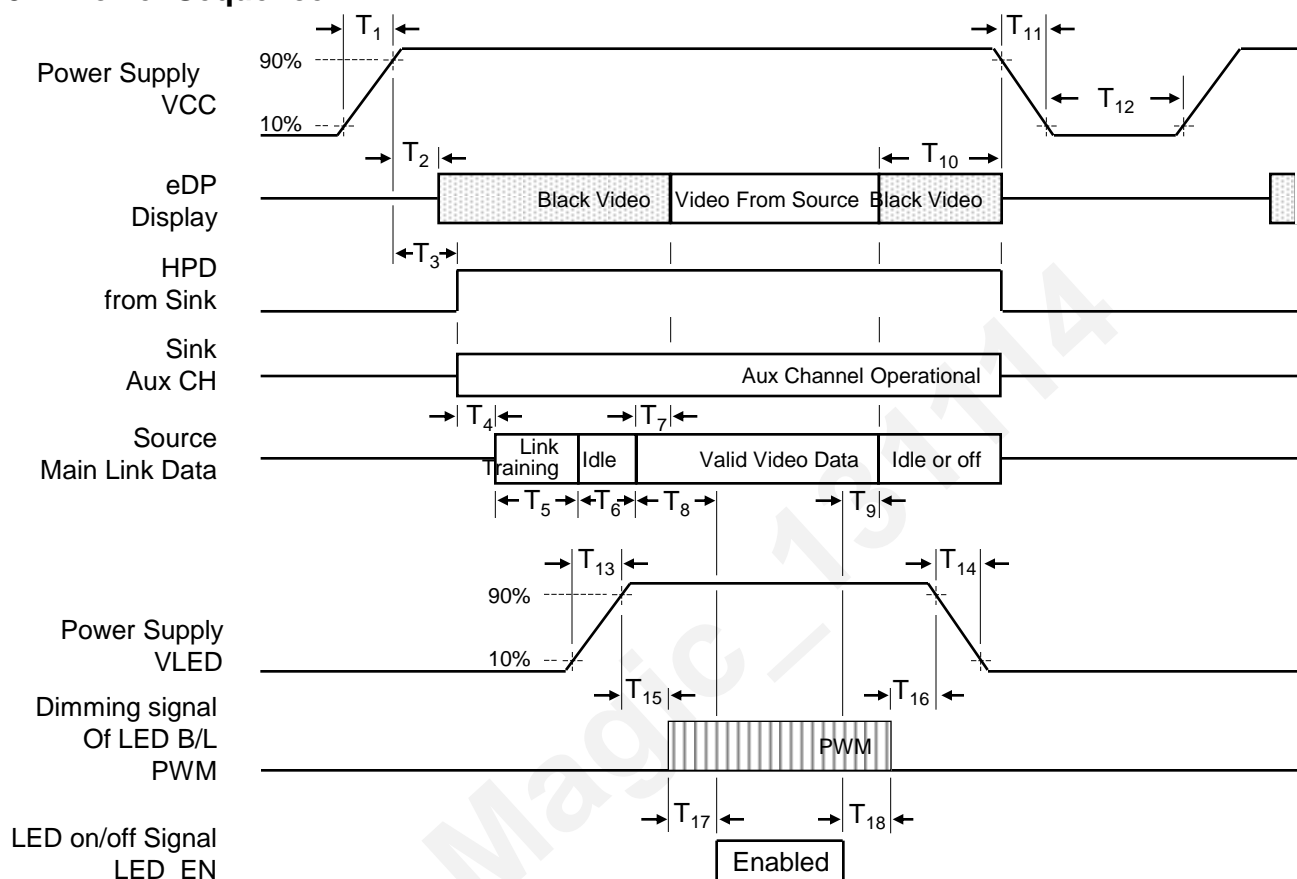 T1
T11
90%
Power Supply
VCC
T12
10%
T2
T10
eDP
Display
Black Video
Video From Source
Black Video
T3
HPD
from Sink
Sink
Aux CH
Aux Channel Operational
T4
T7
Source
Main Link Data
Link
Training
Idle
Valid Video Data
Idle or off
T5
T6
T8
T9
T13
T14
90%
Power Supply
VLED
10%
T15
T16
Dimming signal
Of LED B/L
PWM
PWM
T17
T18
LED on/off Signal
LED_EN
Enabled
Magic_131114